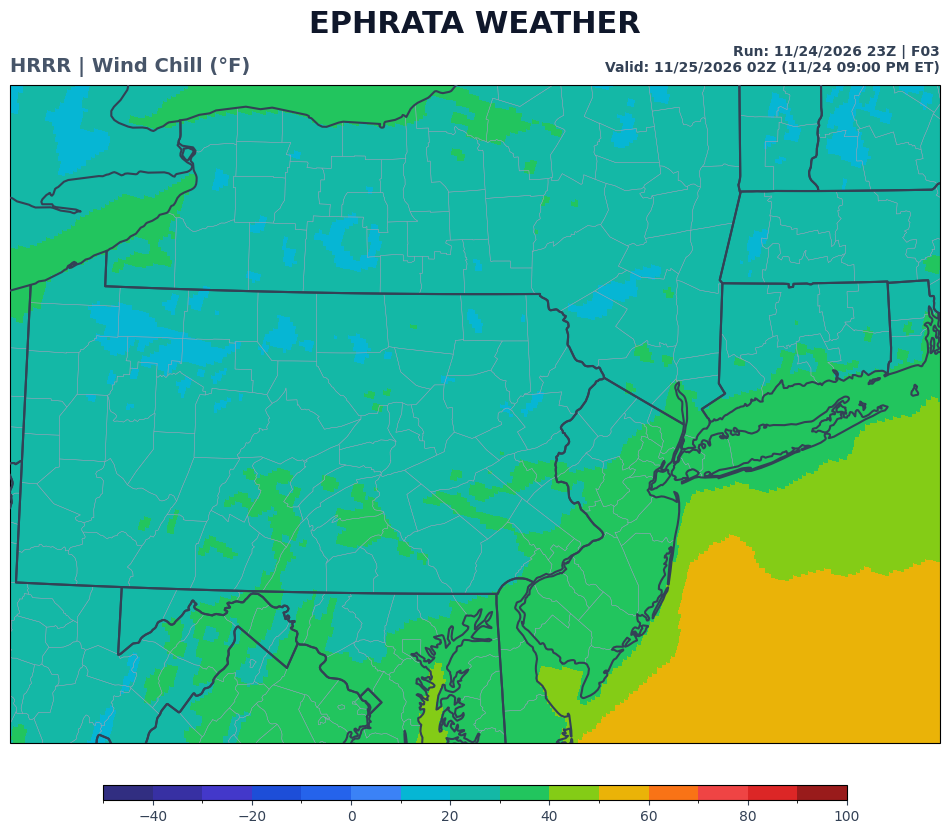 EPHRATA WEATHER
HRRR | Wind Chill (°F)
Run: 11/24/2026 23Z | F03
Valid: 11/25/2026 02Z (11/24 09:00 PM ET)
−40 −20 0 20 40 60 80 100